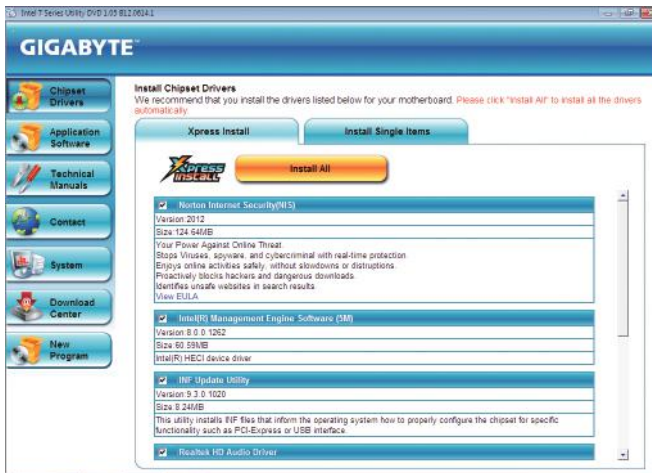 Intel 7 Series Utility DVD 1.05 B12.0614.1
GIGABYTE™
Chipset
Drivers
Application
Software
Technical
Manuals
Contact
System
Download
Center
New
Program
Install Chipset Drivers
We recommend that you install the drivers listed below for your motherboard. Please click "Install All" to install all the drivers
automatically.
Xpress Install
Install Single Items
Xpress
INSTALL
Install All
Norton Internet Security(NIS)
Version:2012
Size:124.64MB
Your Power Against Online Threat
Stops Viruses, spyware, and cybercriminal with real-time protection
Enjoys online activities safely, without slowdowns or distruptions
Proactively blocks hackers and dangerous downloads
Identifies unsafe websites in search results
View EULA
Intel(R) Management Engine Software (5M)
Version:8.0.0.1262
Size:60.59MB
Intel(R) HECI device driver
INF Update Utility
Version:9.3.0.1020
Size:8.24MB
This utility installs INF files that inform the operating system how to properly configure the chipset for specific
functionality such as PCI-Express or USB interface.
Realtek HD Audio Driver